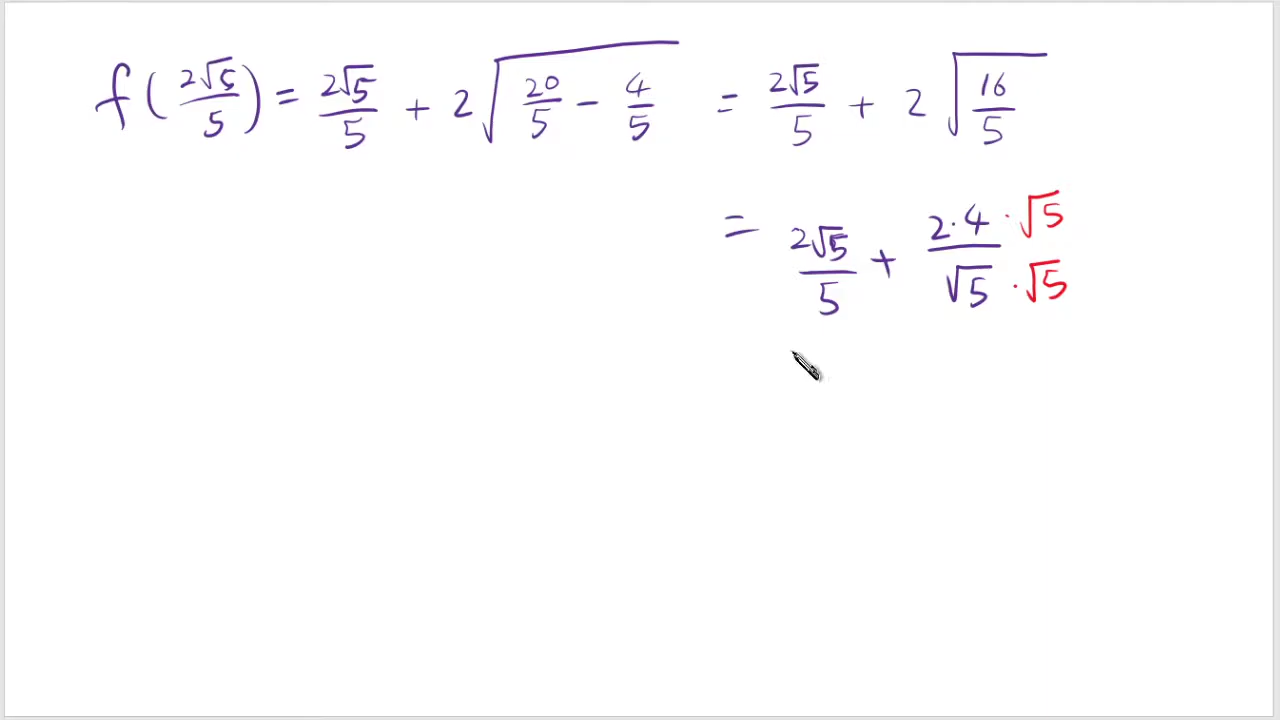 f(2√5/5) = 2√5/5 + 2√(20/5 − 4/5) = 2√5/5 + 2√(16/5)
= 2√5/5 + 2·4·√5/√5·√5